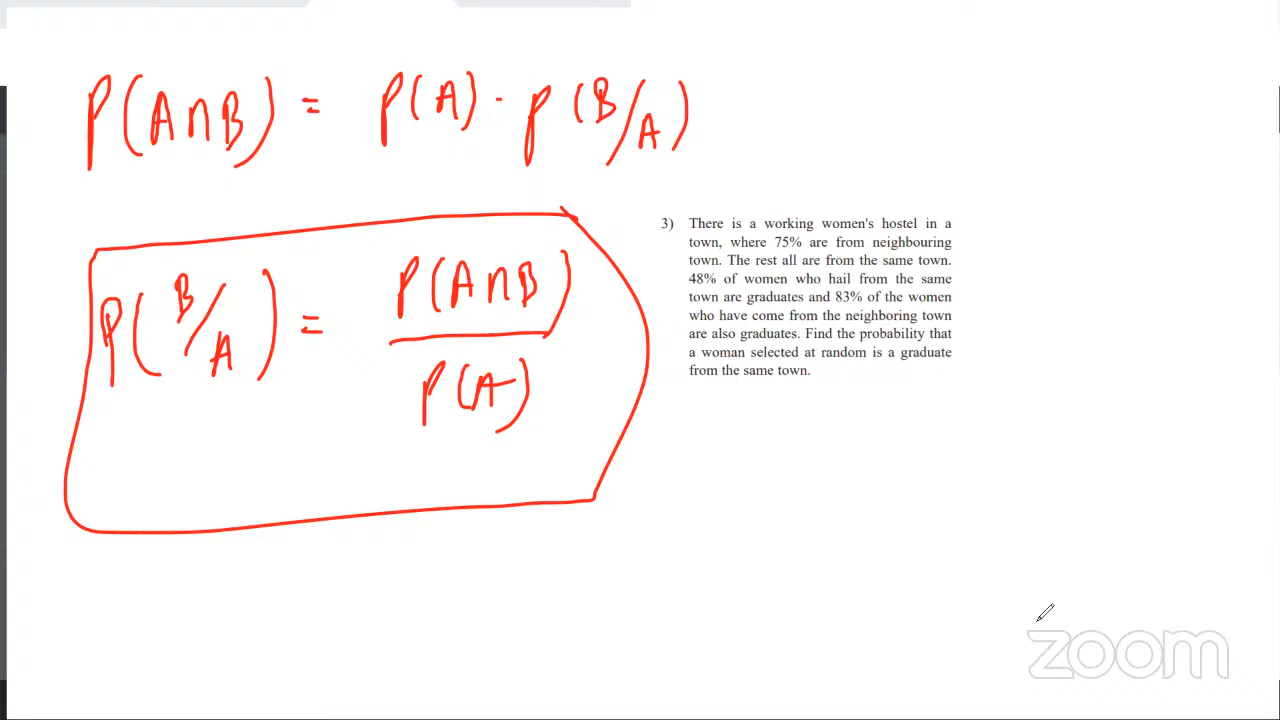 P(A∩B) = P(A) · P(B/A)
P(B/A) = P(A∩B) / P(A)
3) There is a working women's hostel in a
town, where 75% are from neighbouring
town. The rest all are from the same town.
48% of women who hail from the same
town are graduates and 83% of the women
who have come from the neighboring town
are also graduates. Find the probability that
a woman selected at random is a graduate
from the same town.
zoom